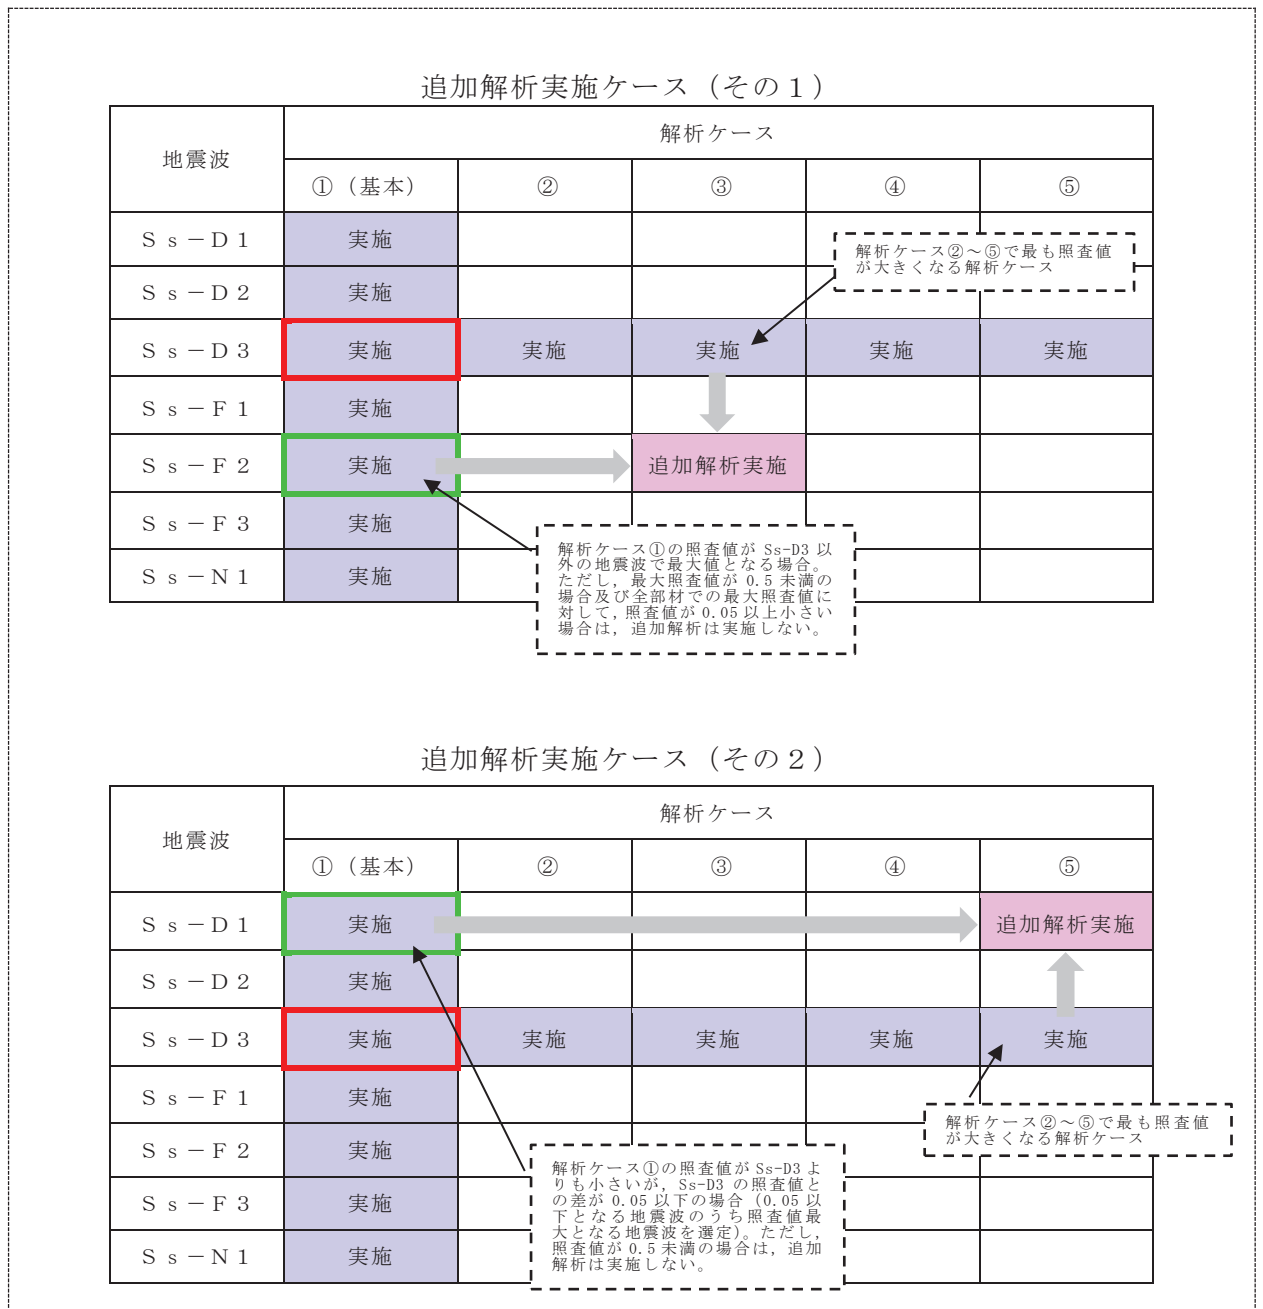 追加解析実施ケース（その１）
地震波
解析ケース
①（基本） ② ③ ④ ⑤
Ｓｓ－Ｄ１ 実施
解析ケース②～⑤で最も照査値
が大きくなる解析ケース
Ｓｓ－Ｄ２ 実施
Ｓｓ－Ｄ３ 実施 実施 実施 実施 実施
Ｓｓ－Ｆ１ 実施
Ｓｓ－Ｆ２ 実施 追加解析実施
Ｓｓ－Ｆ３ 実施
Ｓｓ－Ｎ１ 実施
解析ケース①の照査値が Ss-D3 以
外の地震波で最大値となる場合。
ただし，最大照査値が 0.5 未満の
場合及び全部材での最大照査値に
対して，照査値が 0.05 以上小さい
場合は，追加解析は実施しない。
追加解析実施ケース（その２）
地震波
解析ケース
①（基本） ② ③ ④ ⑤
Ｓｓ－Ｄ１ 実施 追加解析実施
Ｓｓ－Ｄ２ 実施
Ｓｓ－Ｄ３ 実施 実施 実施 実施 実施
Ｓｓ－Ｆ１ 実施
解析ケース②～⑤で最も照査値
が大きくなる解析ケース
Ｓｓ－Ｆ２ 実施
Ｓｓ－Ｆ３ 実施
Ｓｓ－Ｎ１ 実施
解析ケース①の照査値が Ss-D3 よ
りも小さいが，Ss-D3 の照査値と
の差が 0.05 以下の場合（0.05 以
下となる地震波のうち照査値最
大となる地震波を選定）。ただし，
照査値が 0.5 未満の場合は，追加
解析は実施しない。